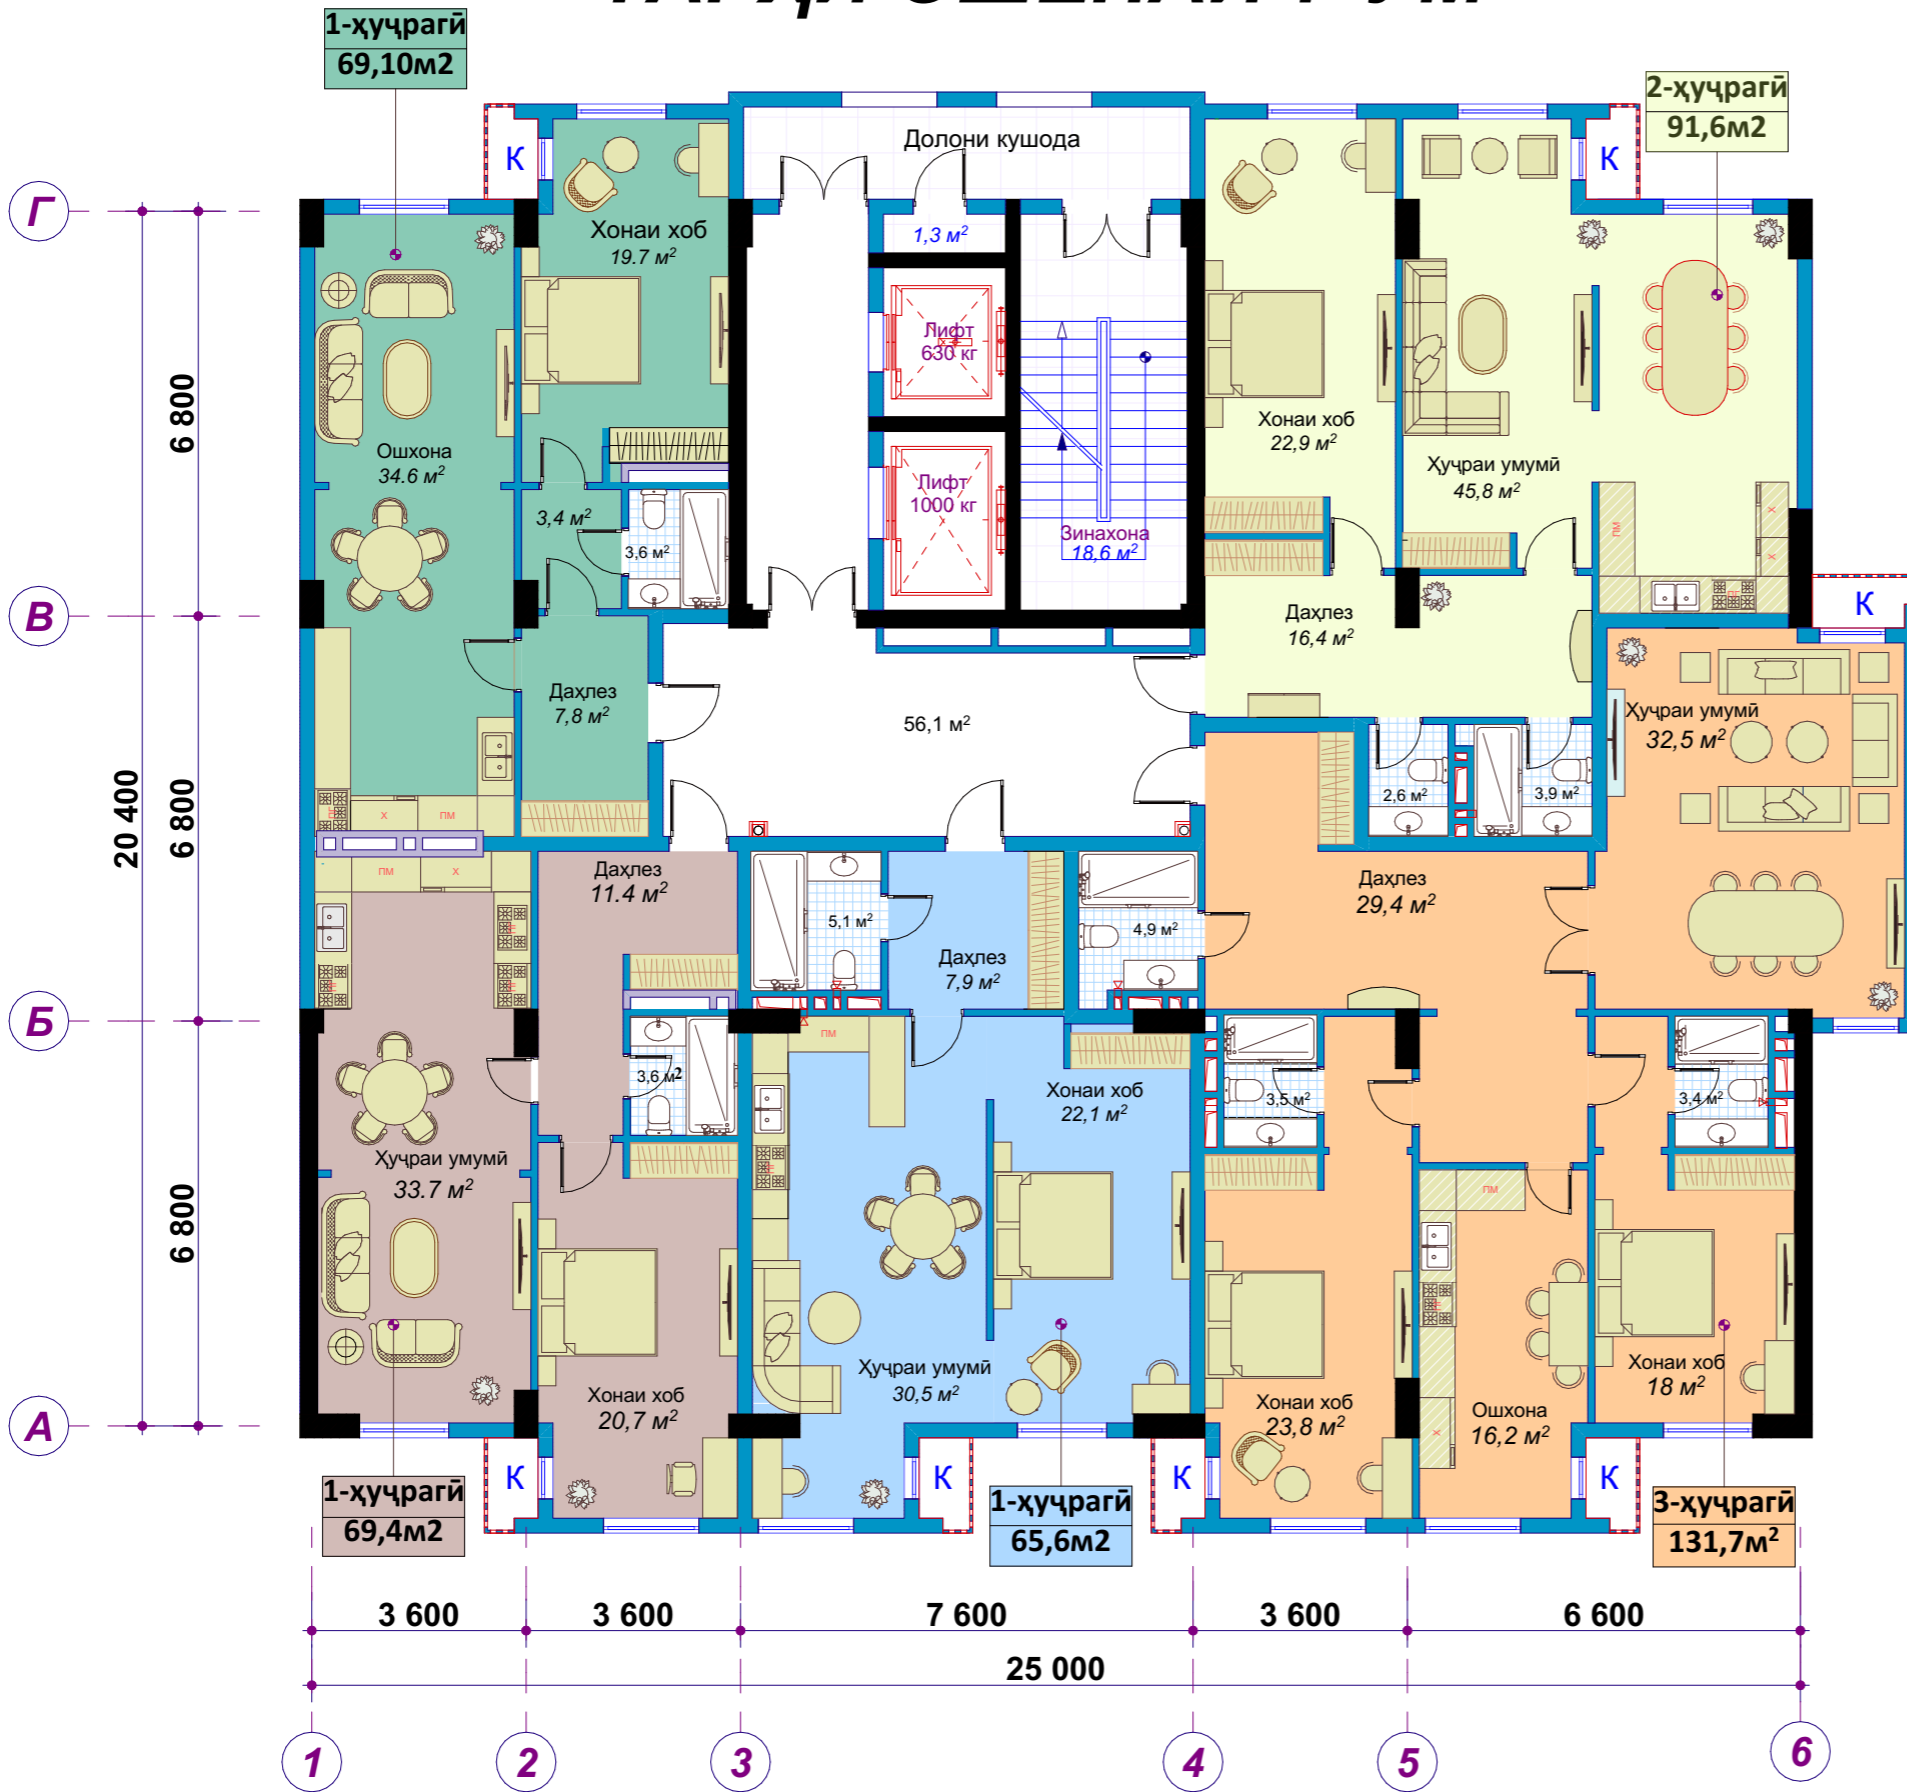 1-ҳуҷрагӣ
69,10м2
2-ҳуҷрагӣ
91,6м2
Долони кушода
К
К
Хонаи хоб
19.7 м²
1,3 м²
Лифт
630 кг
Лифт
1000 кг
Зинахона
18,6 м²
Хонаи хоб
22,9 м²
Ҳуҷраи умумӣ
45,8 м²
ПМ
Х
Х
ПГ
Ошхона
34.6 м²
3,4 м²
3,6 м²
Даҳлез
7,8 м²
ПГ
Х
ПМ
56,1 м²
Даҳлез
16,4 м²
К
Ҳуҷраи умумӣ
32,5 м²
2,6 м²
3,9 м²
ПМ
Х
Даҳлез
11.4 м²
5,1 м²
Даҳлез
7,9 м²
4,9 м²
Даҳлез
29,4 м²
3,6 м²
ПМ
Хонаи хоб
22,1 м²
3,5 м²
3,4 м²
Ҳуҷраи умумӣ
33.7 м²
ПМ
Хонаи хоб
20,7 м²
Ҳуҷраи умумӣ
30,5 м²
Хонаи хоб
23,8 м²
Ошхона
16,2 м²
Х
Хонаи хоб
18 м²
К
К
К
К
1-ҳуҷрагӣ
69,4м2
1-ҳуҷрагӣ
65,6м2
3-ҳуҷрагӣ
131,7м²
Г
В
Б
А
6 800
6 800
6 800
20 400
3 600
3 600
7 600
3 600
6 600
25 000
1
2
3
4
5
6